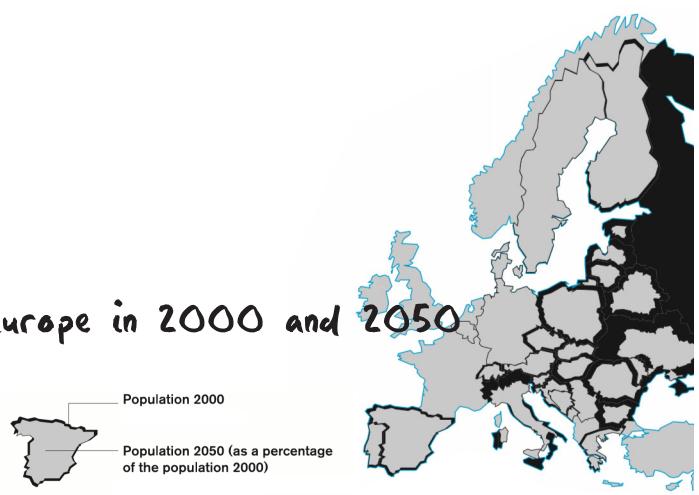 urope in 2000 and 2050
Population 2000
Population 2050 (as a percentage
of the population 2000)